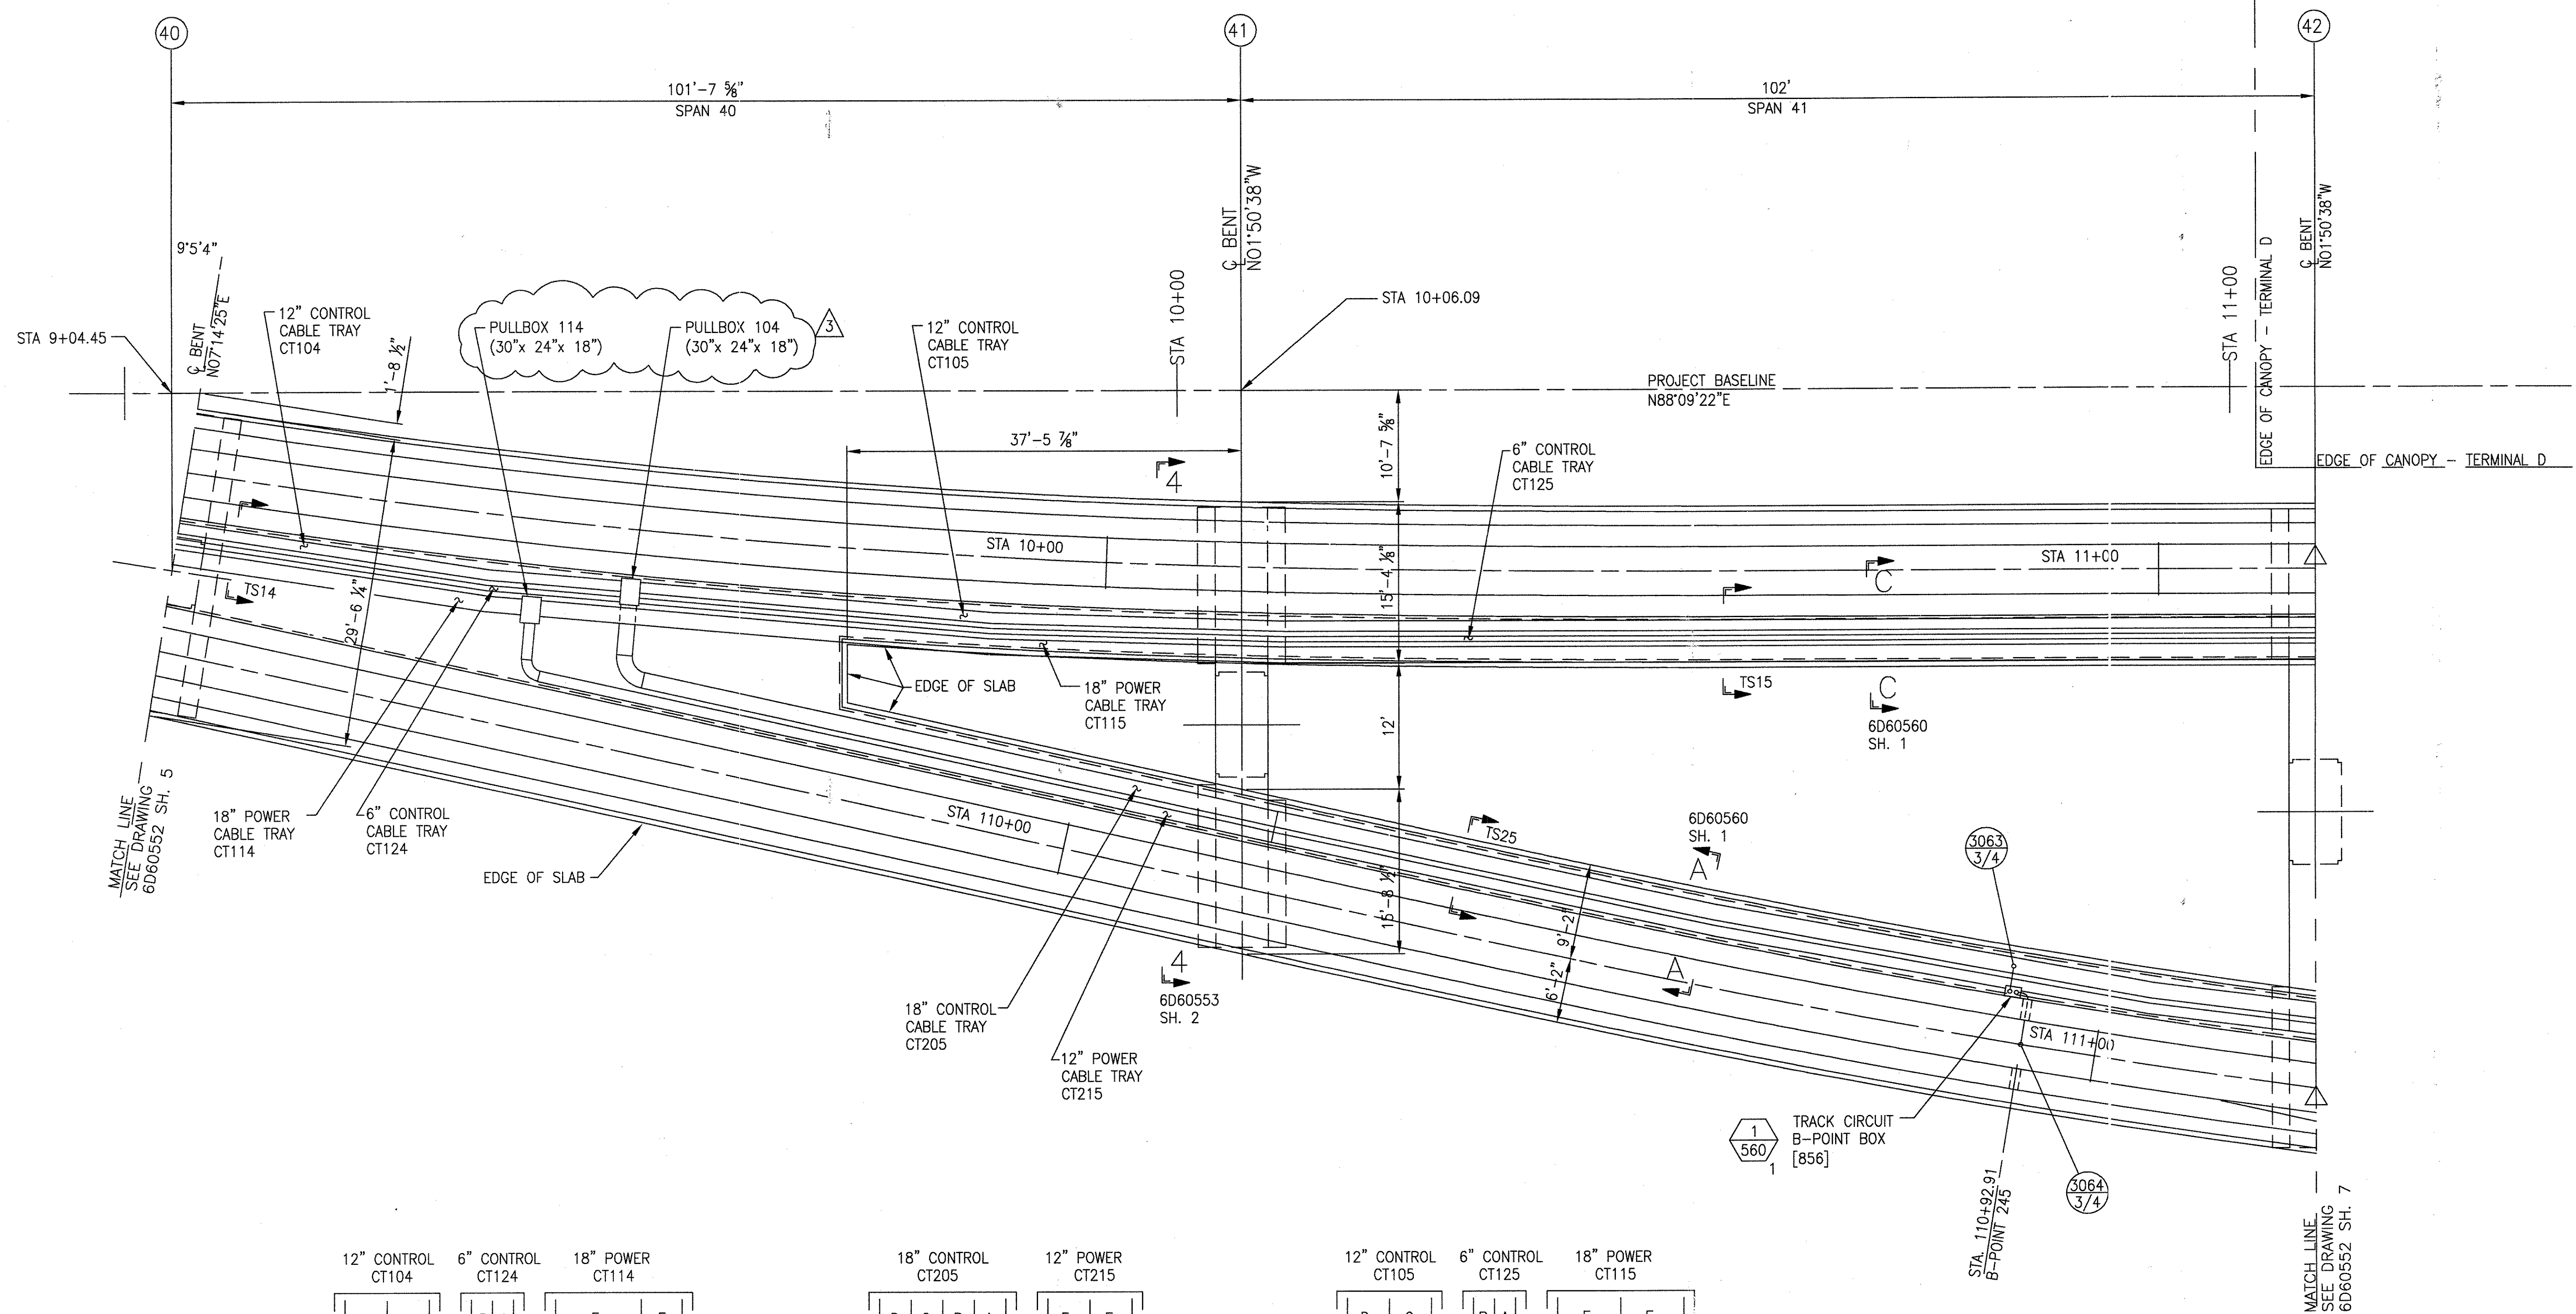 40
41
42
101'-7 ⅝"
SPAN 40
102'
SPAN 41
℄ BENT
N01°50'38"W
℄ BENT
N01°50'38"W
9°5'4"
℄ BENT
N07°14'25"E
STA 9+04.45
12" CONTROL
CABLE TRAY
CT104
1'-8 ½"
PULLBOX 114
(30"x 24"x 18")
PULLBOX 104
(30"x 24"x 18")
3
12" CONTROL
CABLE TRAY
CT105
STA 10+00
STA 10+06.09
STA 11+00
EDGE OF CANOPY - TERMINAL D
EDGE OF CANOPY - TERMINAL D
PROJECT BASELINE
N88°09'22"E
37'-5 ⅞"
10'-7 ⅝"
4
6" CONTROL
CABLE TRAY
CT125
STA 10+00
15'-4 ⅛"
C
STA 11+00
TS14
29'-6 ¼"
EDGE OF SLAB
18" POWER
CABLE TRAY
CT115
12'
TS15
C
6D60560
SH. 1
MATCH LINE
SEE DRAWING
6D60552 SH. 5
18" POWER
CABLE TRAY
CT114
6" CONTROL
CABLE TRAY
CT124
EDGE OF SLAB
STA 110+00
TS25
6D60560
SH. 1
A
3063
3/4
15'-8 ½"
9'-2"
6'-2"
A
4
6D60553
SH. 2
18" CONTROL
CABLE TRAY
CT205
12" POWER
CABLE TRAY
CT215
STA 111+00
1
560
1
TRACK CIRCUIT
B-POINT BOX
[856]
STA. 110+92.91
B-POINT 245
3064
3/4
MATCH LINE
SEE DRAWING
6D60552 SH. 7
12" CONTROL
CT104
6" CONTROL
CT124
18" POWER
CT114
18" CONTROL
CT205
12" POWER
CT215
12" CONTROL
CT105
6" CONTROL
CT125
18" POWER
CT115